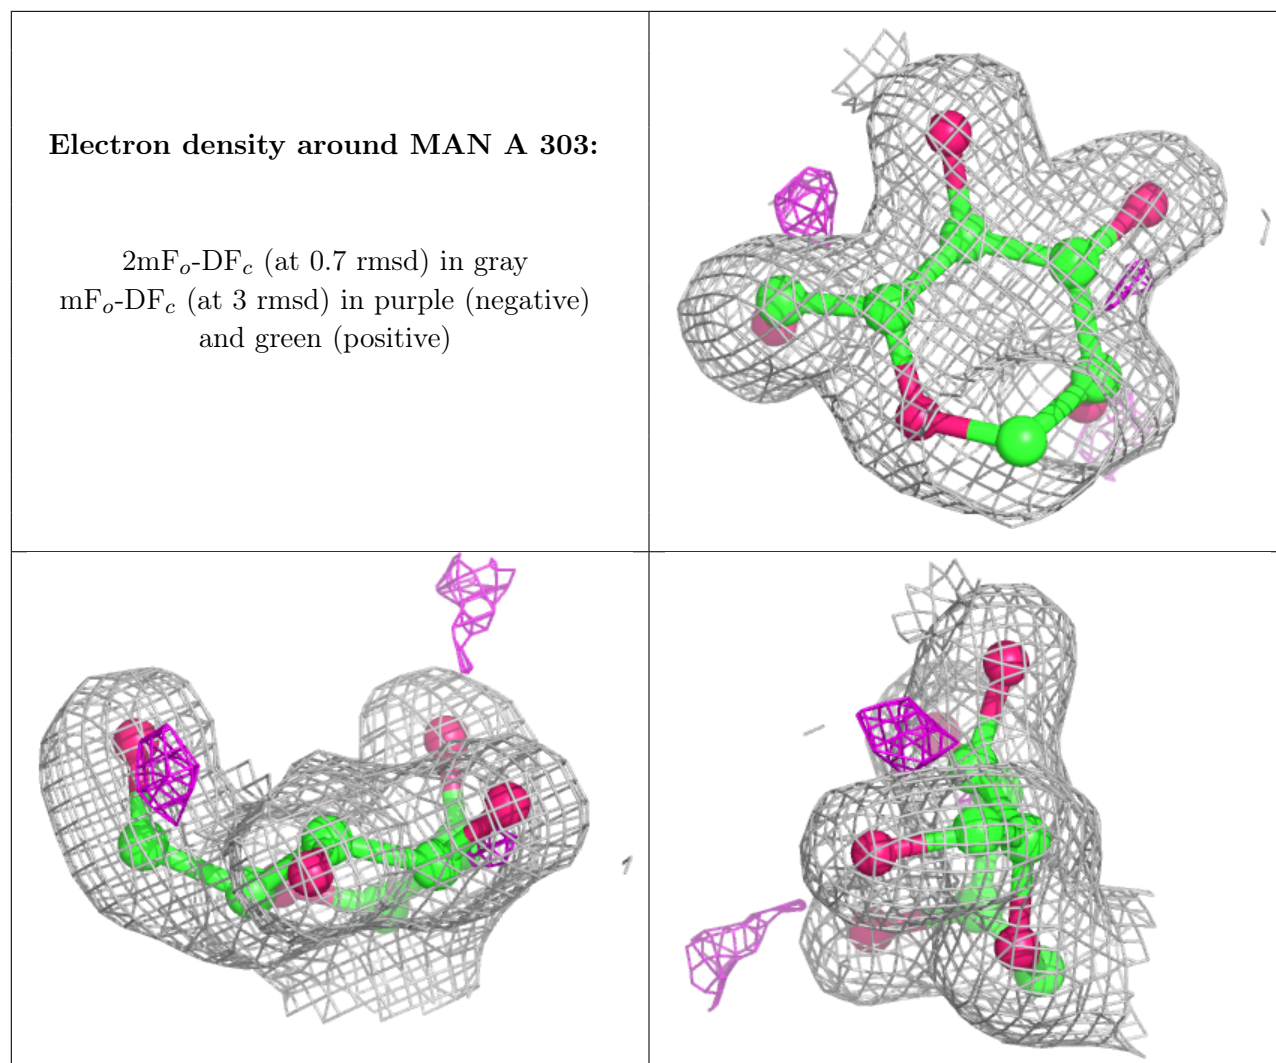 Electron density around MAN A 303:
2mFₒ-DF𝒸 (at 0.7 rmsd) in gray
mFₒ-DF𝒸 (at 3 rmsd) in purple (negative)
and green (positive)